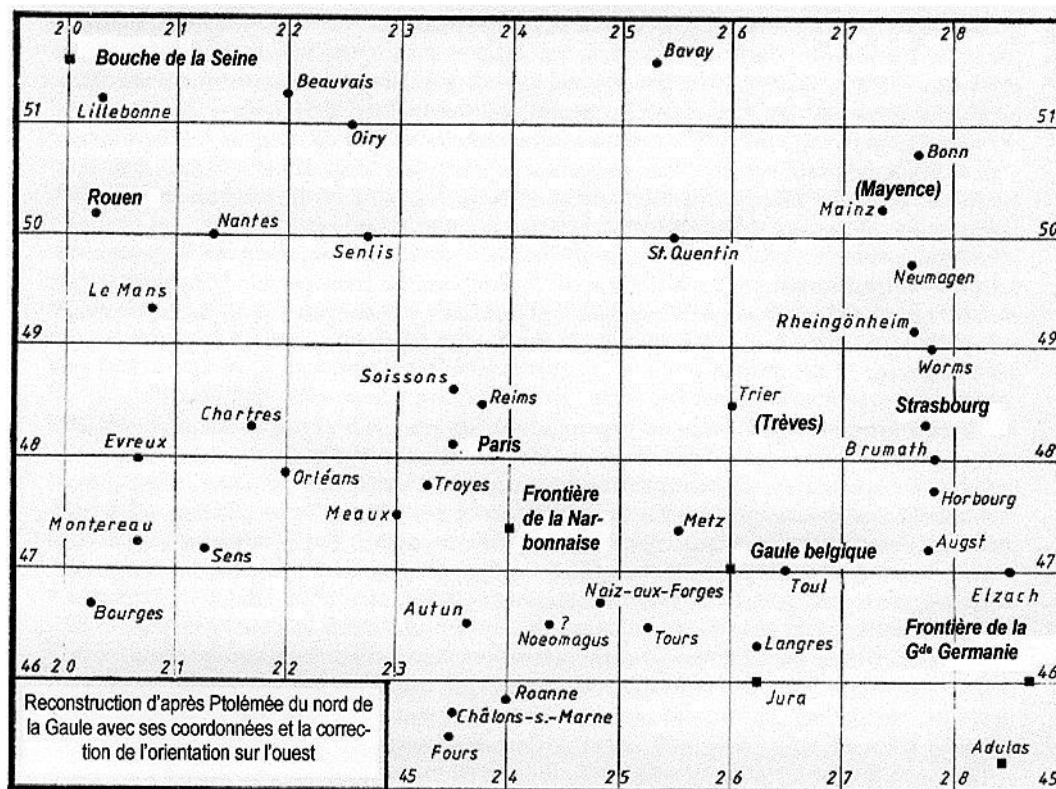 20 21 22 23 24 25 26 27 28
Bouche de la Seine
Bavay
Beauvais
Lillebonne
51 51
Oiry
Bonn
Rouen
(Mayence)
Mainz
Nantes
50 50
Senlis
St.Quentin
Neumagen
Le Mans
Rheingönheim
49 49
Worms
Soissons
Reims
Trier
(Trèves)
Strasbourg
Chartres
Evreux
Paris
Brumath
48 48
Orléans
Troyes
Horbourg
Meaux
Frontière
de la Nar-
bonnaise
Metz
Montereau
Sens
Augst
Gaule belgique
47 47
Toul
Elzach
Naiz-aux-Forges
Bourges
Autun
?
Noeomagus
Tours
Langres
Frontière de la
Gde Germanie
46 20 21 22 23 46
Jura
Roanne
Châlons-s.-Marne
Fours
Adulas
Reconstruction d'après Ptolémée du nord de
la Gaule avec ses coordonnées et la correc-
tion de l'orientation sur l'ouest
45 24 25 26 27 28 45